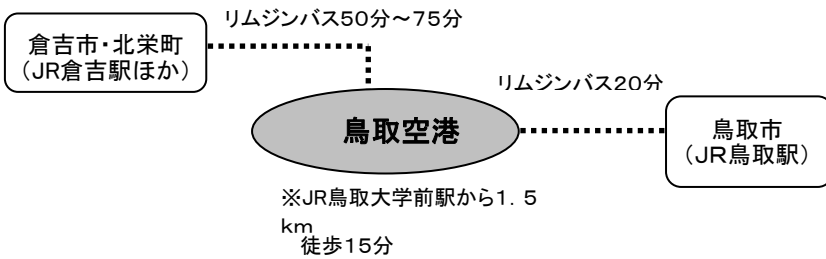 リムジンバス50分～75分
倉吉市・北栄町
（JR倉吉駅ほか）
リムジンバス20分
鳥取空港
鳥取市
（ＪＲ鳥取駅）
※JR鳥取大学前駅から1．5
km
徒歩15分